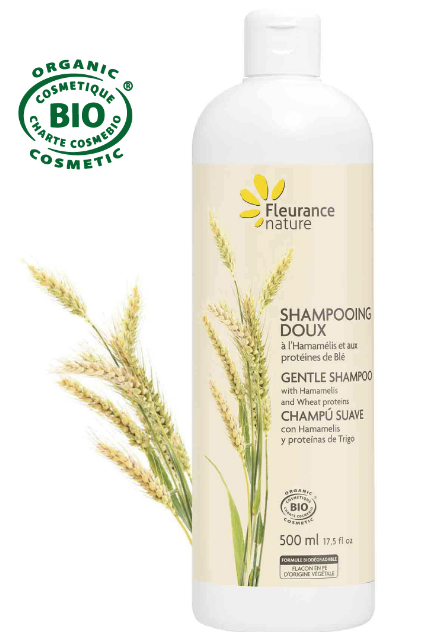 ORGANIC
COSMETIQUE
BIO
CHARTE COSMEBIO
COSMETIC
®
Fleurance
nature
SHAMPOOING
DOUX
à l'Hamamélis et aux
protéines de Blé
GENTLE SHAMPOO
with Hamamelis
and Wheat proteins
CHAMPÚ SUAVE
con Hamamelis
y proteínas de Trigo
ORGANIC
COSMETIQUE
BIO
CHARTE COSMEBIO
COSMETIC
500 ml 17,5 fl oz
FORMULE BIODÉGRADABLE
FLACON EN PE
D'ORIGINE VÉGÉTALE